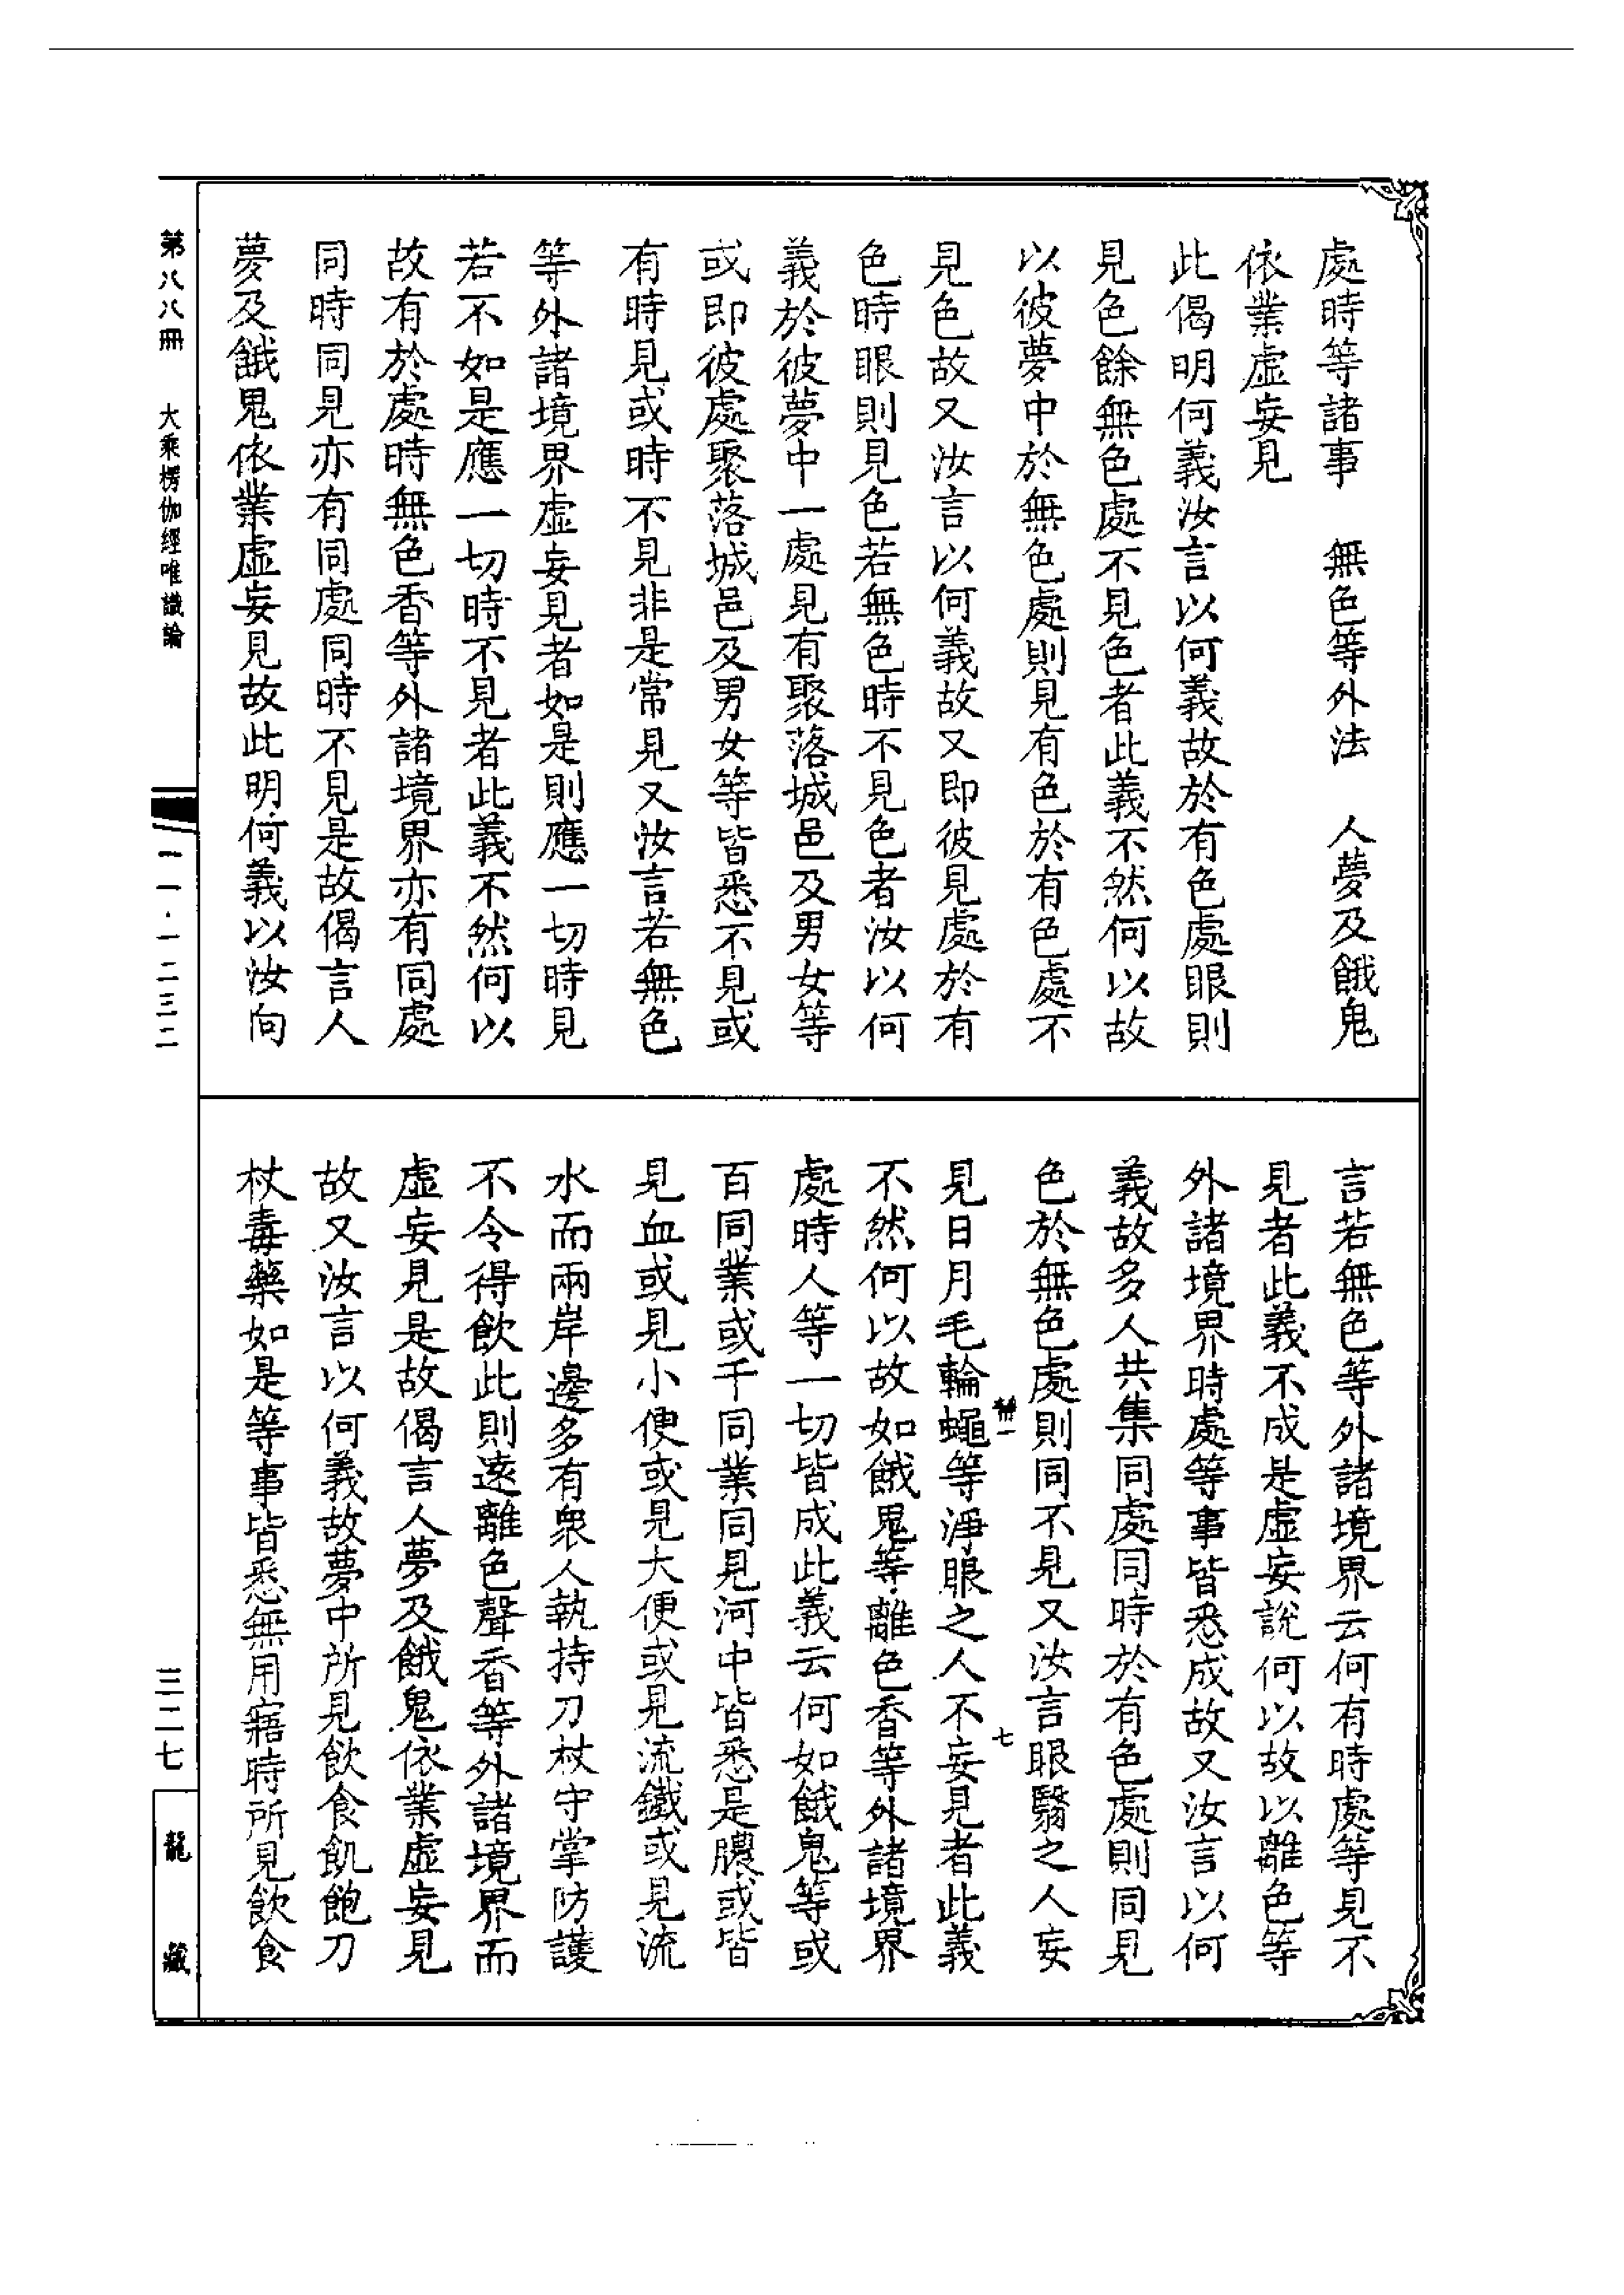 處時等諸事　無色等外法　人夢及餓鬼
依業虛妄見
此偈明何義汝言以何義故於有色處眼則
見色餘無色處不見色者此義不然何以故
以彼夢中於無色處則見有色於有色處不
見色故又汝言以何義故又即彼見處於有
色時眼則見色若無色時不見色者汝以何
義於彼夢中一處見有聚落城邑及男女等
或即彼處聚落城邑及男女等皆悉不見或
有時見或時不見非是常見又汝言若無色
等外諸境界虛妄見者如是則應一切時見
若不如是應一切時不見者此義不然何以
故有於處時無色香等外諸境界亦有同處
同時同見亦有同處同時不見是故偈言人
夢及餓鬼依業虛妄見故此明何義以汝向
言若無色等外諸境界云何有時處等見不
見者此義不成是虛妄說何以故以離色等
外諸境界時處等事皆悉成故又汝言以何
義故多人共集同處同時於有色處則同見
色於無色處則同不見又汝言眼翳之人妄
七
見日月毛輪蠅等淨眼之人不妄見者此義
不然何以故如餓鬼等離色香等外諸境界
處時人等一切皆成此義云何如餓鬼等或
百同業或千同業同見河中皆悉是膿或皆
見血或見小便或見大便或見流鐵或見流
水而兩岸邊多有衆人執持刀杖守掌防護
不令得飲此則遠離色聲香等外諸境界而
虛妄見是故偈言人夢及餓鬼依業虛妄見
故又汝言以何義故夢中所見飲食飢飽刀
杖毒藥如是等事皆悉無用寤時所見飲食
第八八冊　大乘楞伽經唯識論
一一·一二三二
三二七
龍藏